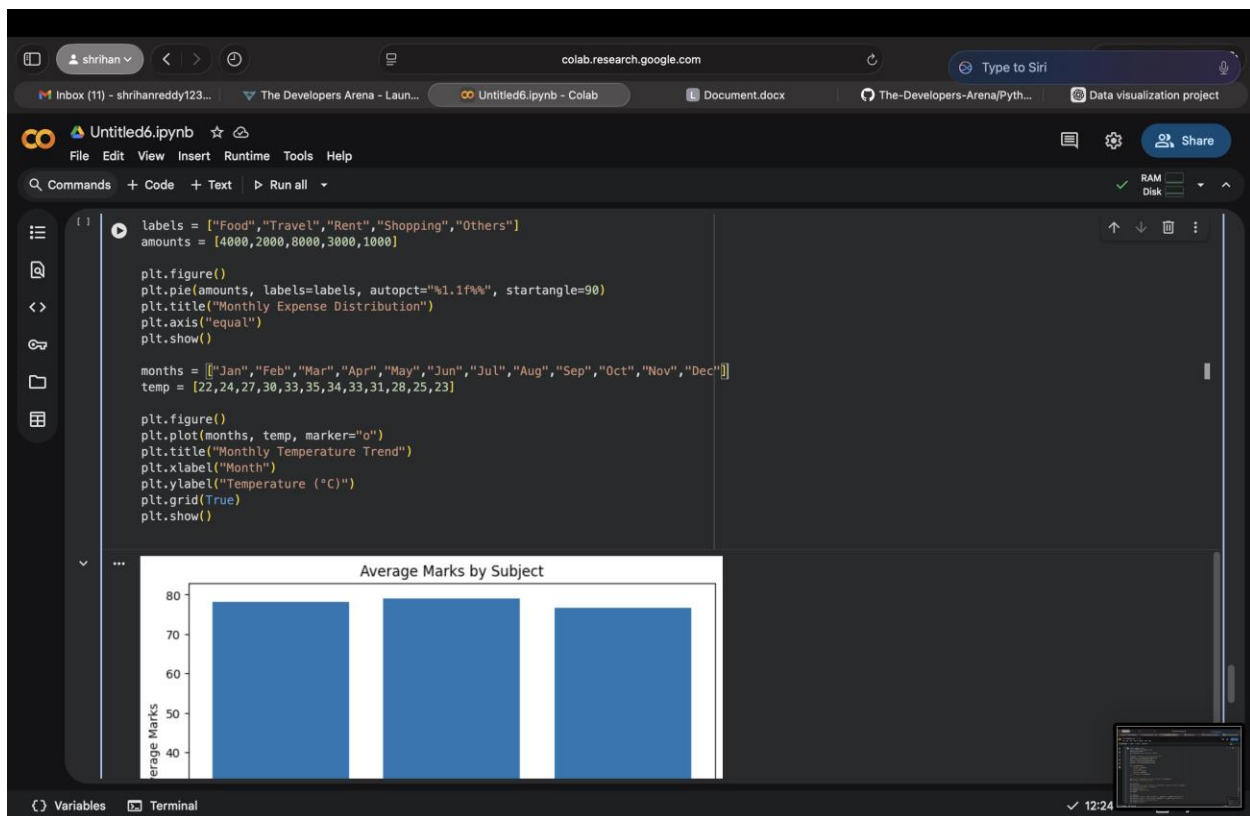 shrihan
colab.research.google.com
Type to Siri
Inbox (11) - shrihanreddy123...
The Developers Arena - Laun...
Untitled6.ipynb - Colab
Document.docx
The-Developers-Arena/Pyth...
Data visualization project
Untitled6.ipynb
Share
File Edit View Insert Runtime Tools Help
Commands + Code + Text Run all
RAM
Disk
[ ]
labels = ["Food","Travel","Rent","Shopping","Others"]
amounts = [4000,2000,8000,3000,1000]
plt.figure()
plt.pie(amounts, labels=labels, autopct="%1.1f%%", startangle=90)
plt.title("Monthly Expense Distribution")
plt.axis("equal")
plt.show()
months = ["Jan","Feb","Mar","Apr","May","Jun","Jul","Aug","Sep","Oct","Nov","Dec"]
temp = [22,24,27,30,33,35,34,33,31,28,25,23]
plt.figure()
plt.plot(months, temp, marker="o")
plt.title("Monthly Temperature Trend")
plt.xlabel("Month")
plt.ylabel("Temperature (°C)")
plt.grid(True)
plt.show()
Average Marks by Subject
80
70
60
50
40
Marks
{} Variables Terminal
12:24